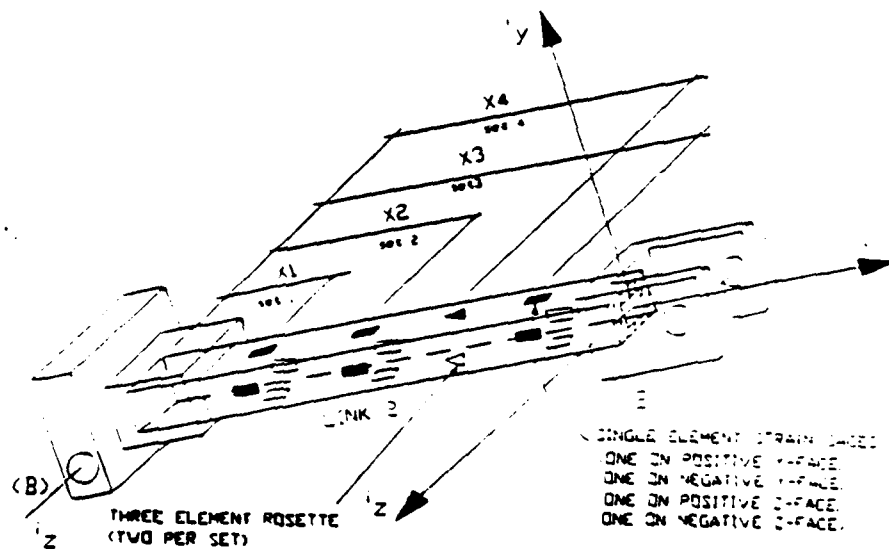 y
X4
set 4
X3
set3
X2
set 2
X1
set
LINK 2
(B)
z
z
THREE ELEMENT ROSETTE
(TWO PER SET)
SINGLE ELEMENT STRAIN GAGES
ONE ON POSITIVE Y-FACE.
ONE ON NEGATIVE Y-FACE.
ONE ON POSITIVE Z-FACE.
ONE ON NEGATIVE Z-FACE.